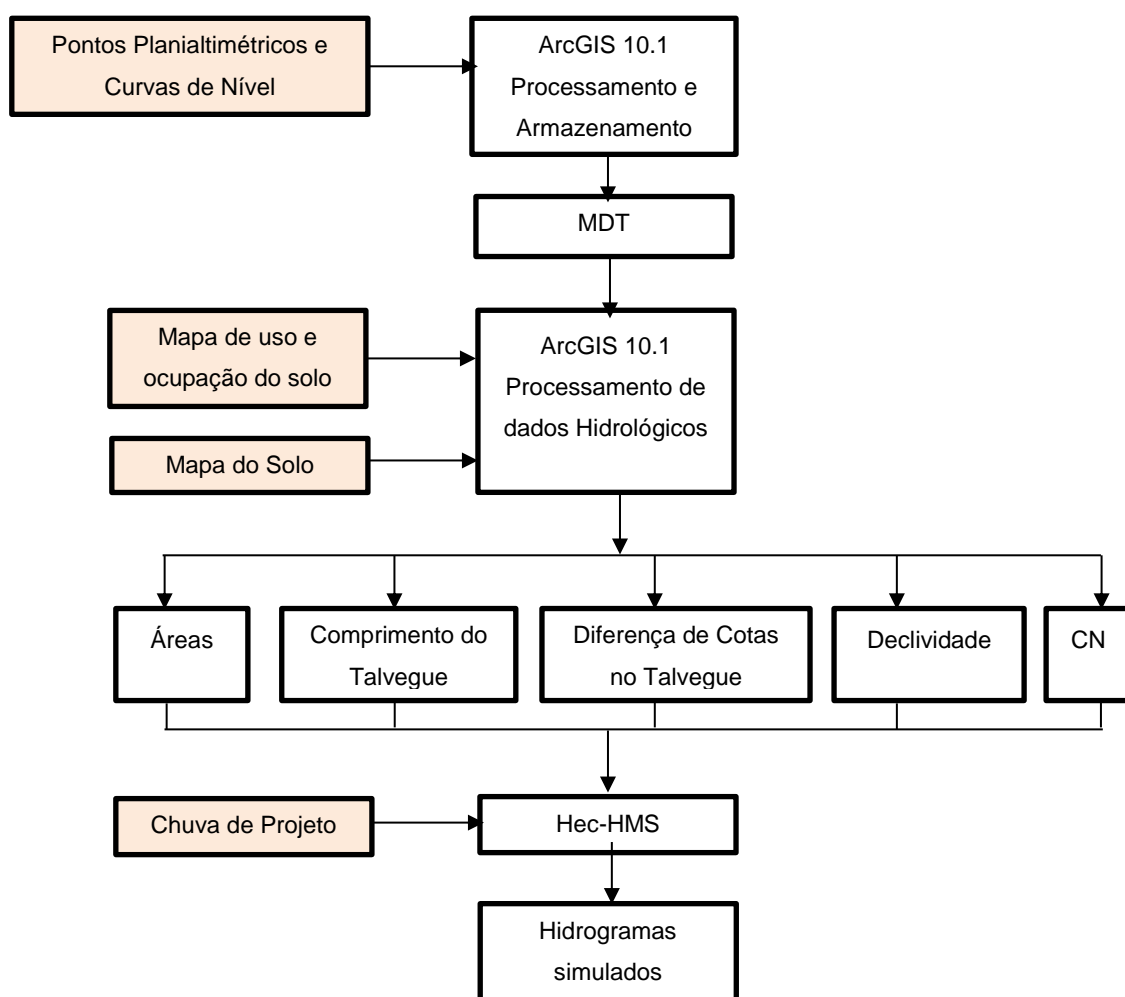 Pontos Planialtimétricos e
Curvas de Nível
ArcGIS 10.1
Processamento e
Armazenamento
MDT
Mapa de uso e
ocupação do solo
ArcGIS 10.1
Processamento de
dados Hidrológicos
Mapa do Solo
Áreas
Comprimento do
Talvegue
Diferença de Cotas
no Talvegue
Declividade
CN
Chuva de Projeto
Hec-HMS
Hidrogramas
simulados